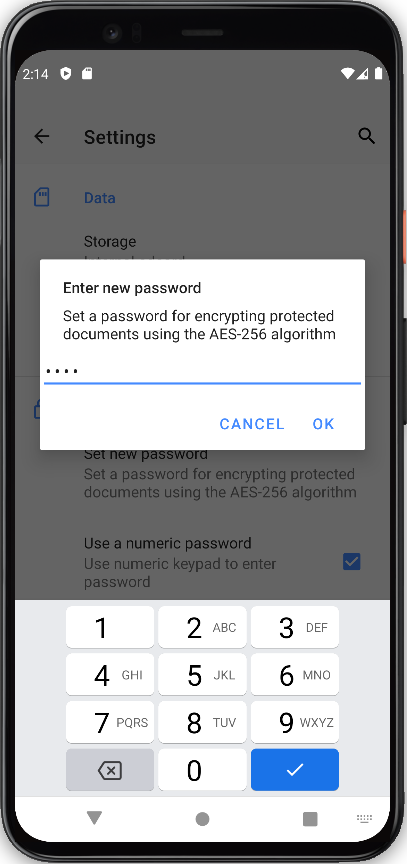 2:14
Settings
Data
Storage
Enter new password
Set a password for encrypting protected
documents using the AES-256 algorithm
••••
CANCEL OK
Set new password
Set a password for encrypting protected
documents using the AES-256 algorithm
Use a numeric password
Use numeric keypad to enter
password
1 2 ABC 3 DEF
4 GHI 5 JKL 6 MNO
7 PQRS 8 TUV 9 WXYZ
0